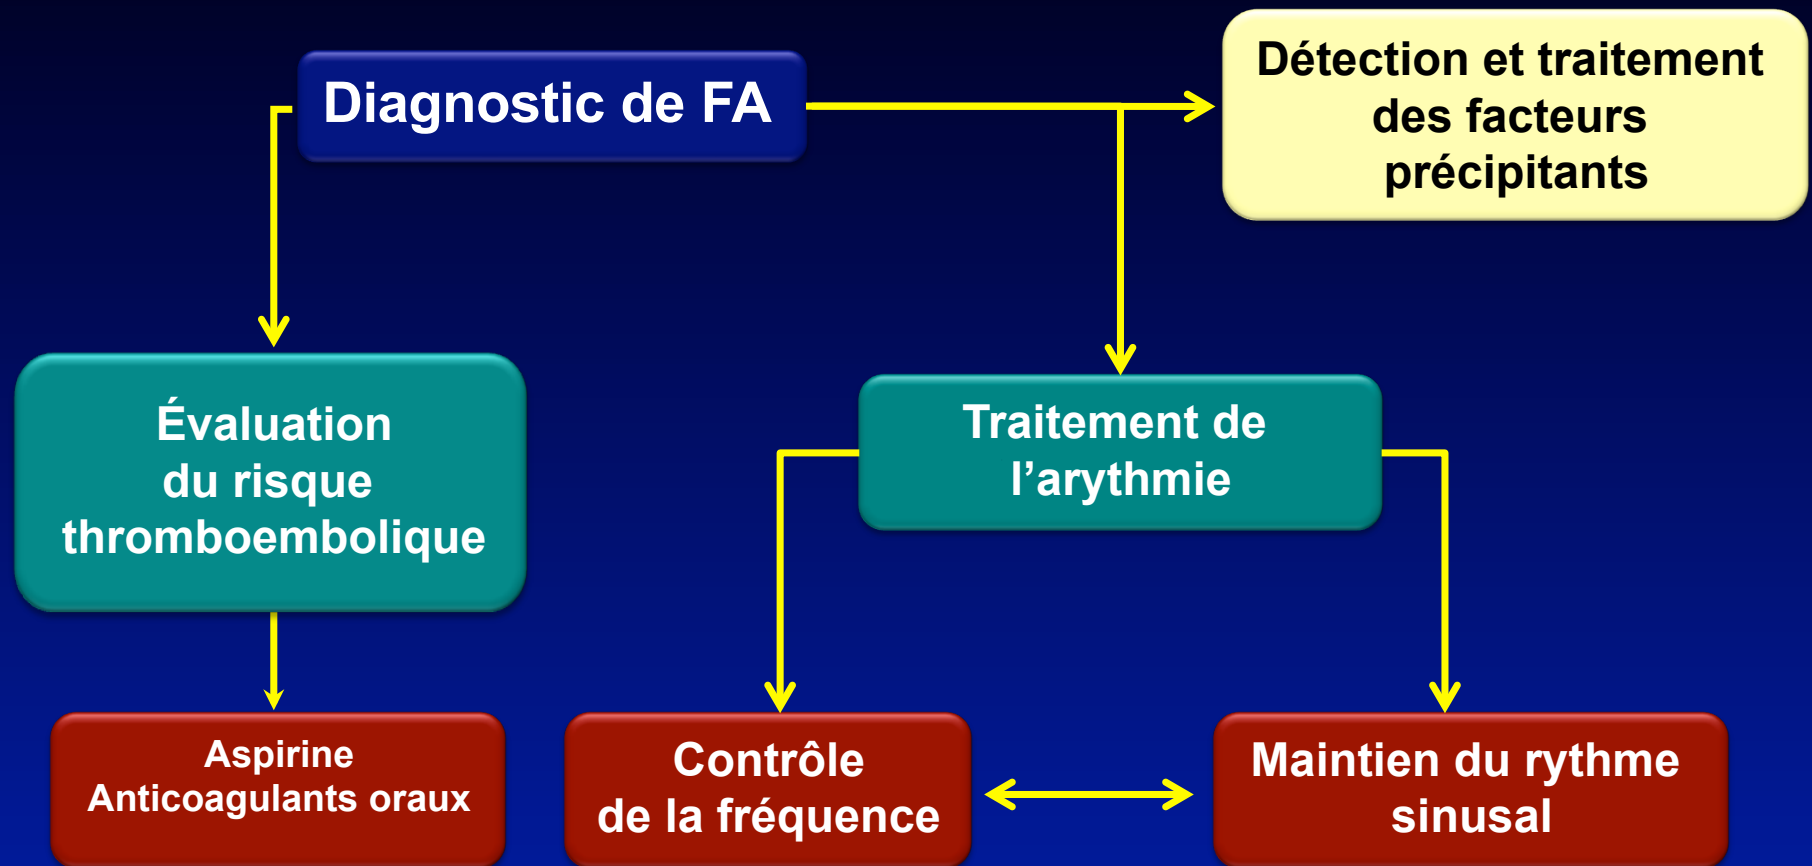 Diagnostic de FA
Détection et traitement
des facteurs
précipitants
Évaluation
du risque
thromboembolique
Traitement de
l’arythmie
Aspirine
Anticoagulants oraux
Contrôle
de la fréquence
Maintien du rythme
sinusal